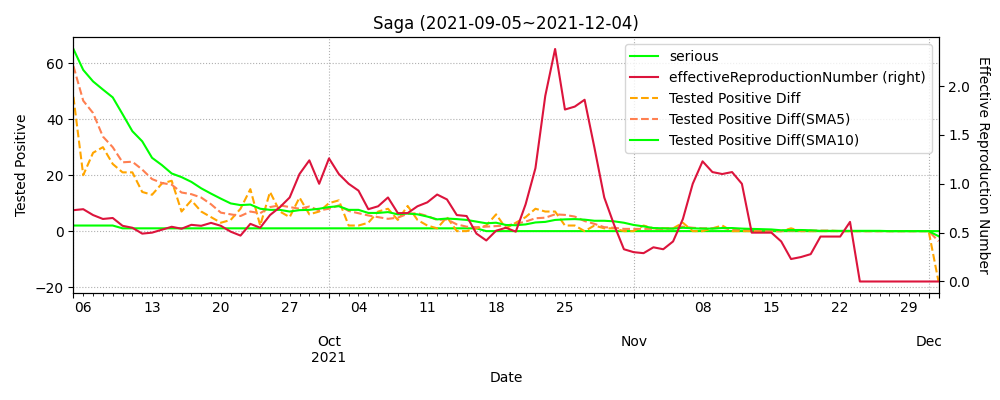 Saga (2021-09-05~2021-12-04)
serious
effectiveReproductionNumber (right)
Tested Positive Diff
Tested Positive Diff(SMA5)
Tested Positive Diff(SMA10)
Tested Positive
60
40
20
0
−20
Effective Reproduction Number
2.0
1.5
1.0
0.5
0.0
06 13 20 27 04 11 18 25 08 15 22 29
Oct Nov Dec
2021
Date